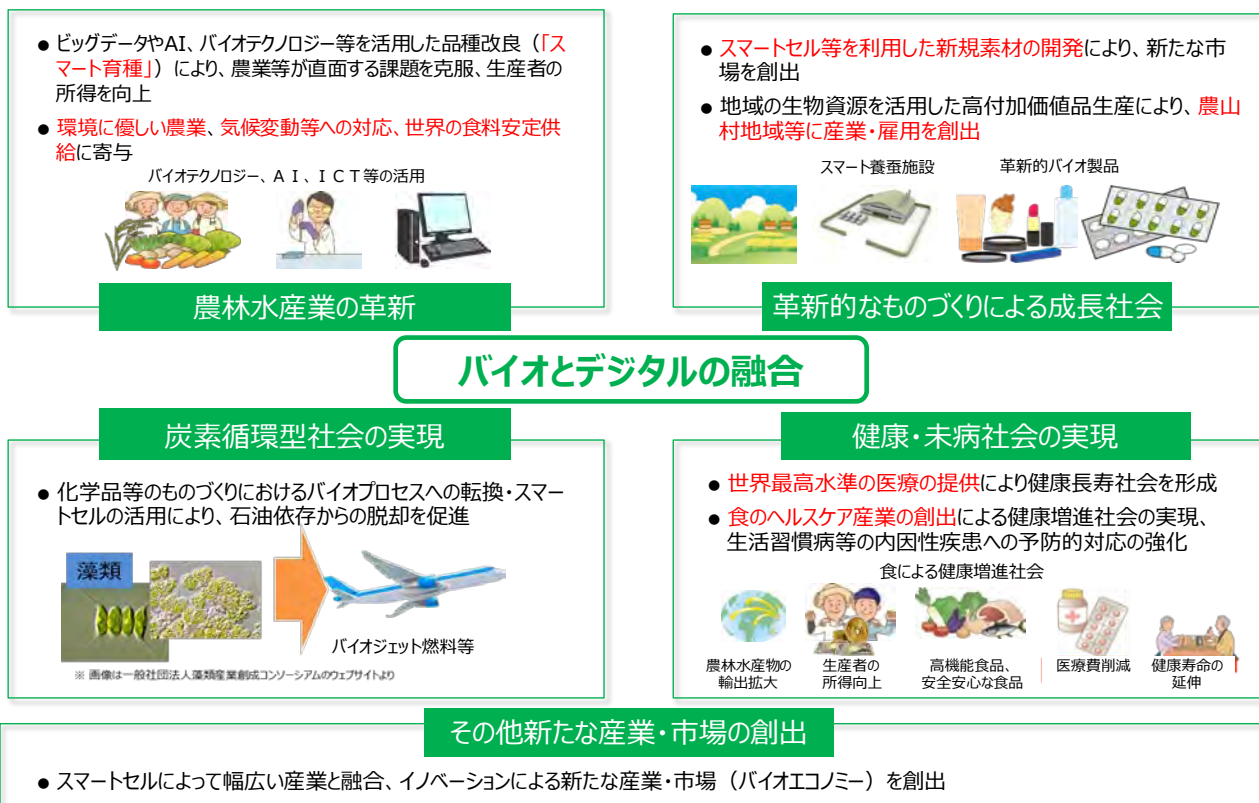 ● ビッグデータやAI、バイオテクノロジー等を活用した品種改良（「ス
マート育種」）により、農業等が直面する課題を克服、生産者の
所得を向上
● 環境に優しい農業、気候変動等への対応、世界の食料安定供
給に寄与
バイオテクノロジー、ＡＩ、ＩＣＴ等の活用
農林水産業の革新
● スマートセル等を利用した新規素材の開発により、新たな市
場を創出
● 地域の生物資源を活用した高付加価値品生産により、農山
村地域等に産業・雇用を創出
スマート養蚕施設
革新的バイオ製品
革新的なものづくりによる成長社会
バイオとデジタルの融合
炭素循環型社会の実現
● 化学品等のものづくりにおけるバイオプロセスへの転換・スマー
トセルの活用により、石油依存からの脱却を促進
藻類
バイオジェット燃料等
※ 画像は一般社団法人藻類産業創成コンソーシアムのウェブサイトより
健康・未病社会の実現
● 世界最高水準の医療の提供により健康長寿社会を形成
● 食のヘルスケア産業の創出による健康増進社会の実現、
生活習慣病等の内因性疾患への予防的対応の強化
食による健康増進社会
農林水産物の
輸出拡大
生産者の
所得向上
高機能食品、
安全安心な食品
医療費削減
健康寿命の
延伸
その他新たな産業・市場の創出
● スマートセルによって幅広い産業と融合、イノベーションによる新たな産業・市場（バイオエコノミー）を創出